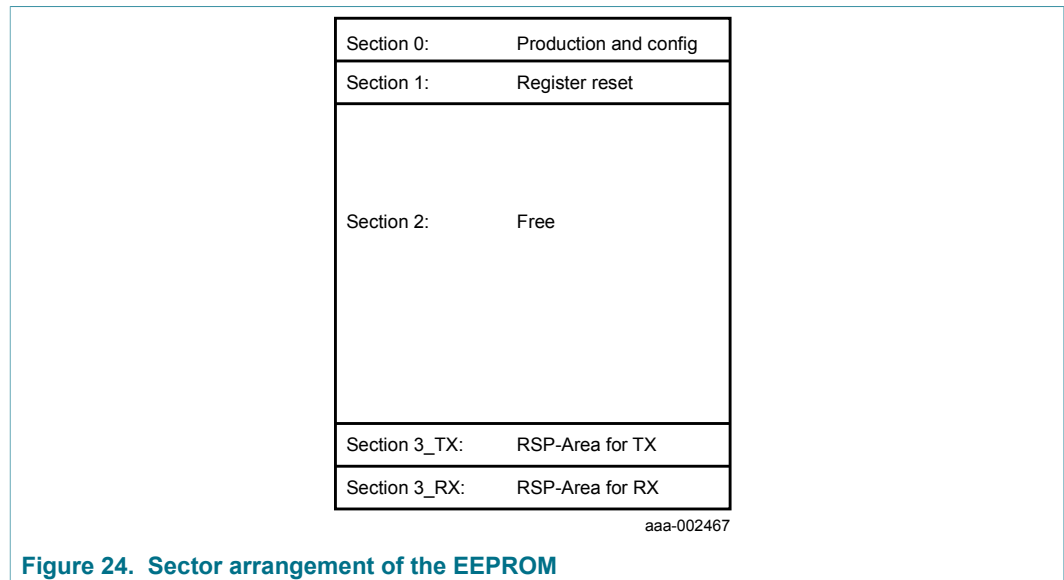 Section 0: Production and config
Section 1: Register reset
Section 2: Free
Section 3_TX: RSP-Area for TX
Section 3_RX: RSP-Area for RX
aaa-002467
Figure 24. Sector arrangement of the EEPROM